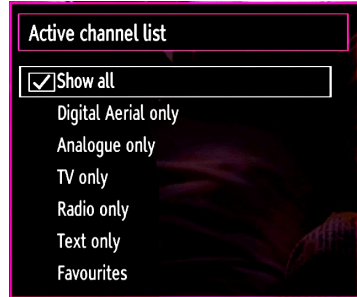 Active channel list
Show all
Digital Aerial only
Analogue only
TV only
Radio only
Text only
Favourites